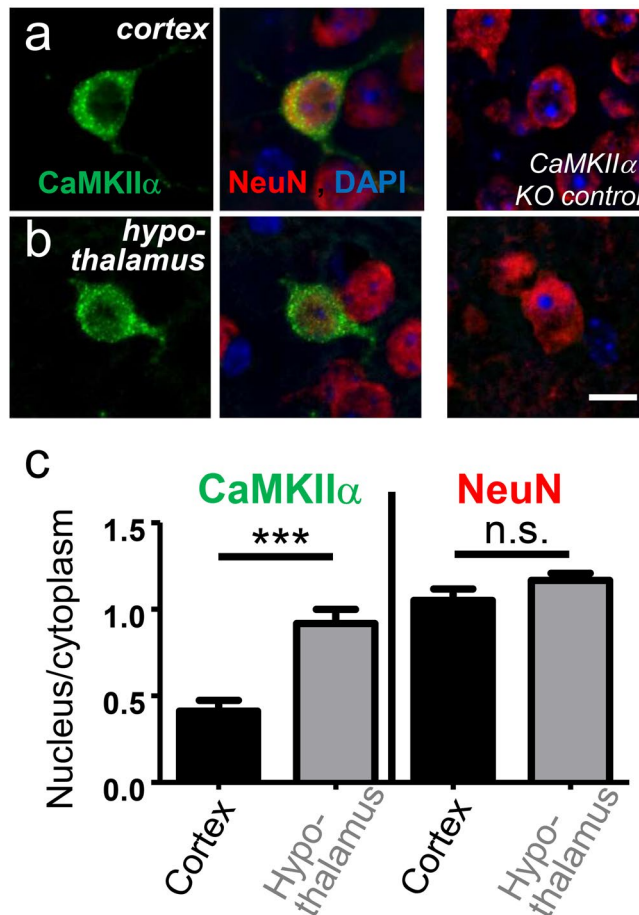 a
cortex
CaMKIIα
NeuN , DAPI
CaMKIIα
KO control
b
hypo-
thalamus
c
CaMKIIα
NeuN
Nucleus/cytoplasm
1.5
1.0
0.5
0.0
***
n.s.
Cortex
Hypo-
thalamus
Cortex
Hypo-
thalamus